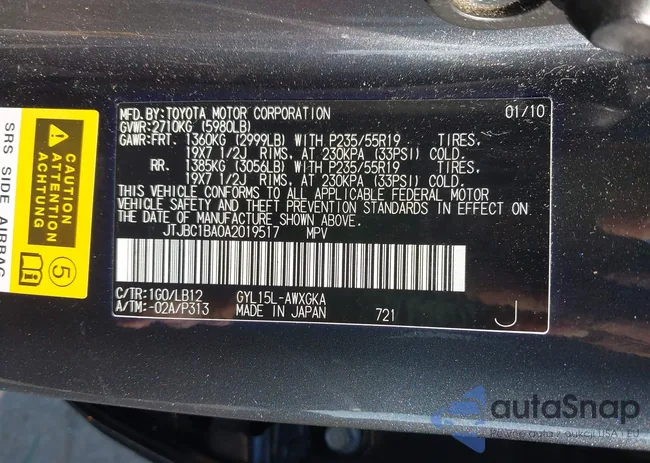 MFD. BY: TOYOTA MOTOR CORPORATION 01/10
GVWR: 2710KG (5980LB)
GAWR: FRT. 1360KG (2999LB) WITH P235/55R19 TIRES,
19X7 1/2J RIMS, AT 230KPA (33PSI) COLD.
RR. 1385KG (3056LB) WITH P235/55R19 TIRES,
19X7 1/2J RIMS, AT 230KPA (33PSI) COLD.
THIS VEHICLE CONFORMS TO ALL APPLICABLE FEDERAL MOTOR
VEHICLE SAFETY AND THEFT PREVENTION STANDARDS IN EFFECT ON
THE DATE OF MANUFACTURE SHOWN ABOVE.
JTJBC1BA0A2019517 MPV
C/TR: 1G0/LB12 GYL15L-AWXGKA
A/TM: -02A/P313 MADE IN JAPAN 721 J
SRS SIDE AIRBAG
CAUTION
ATTENTION
5
autoSnap